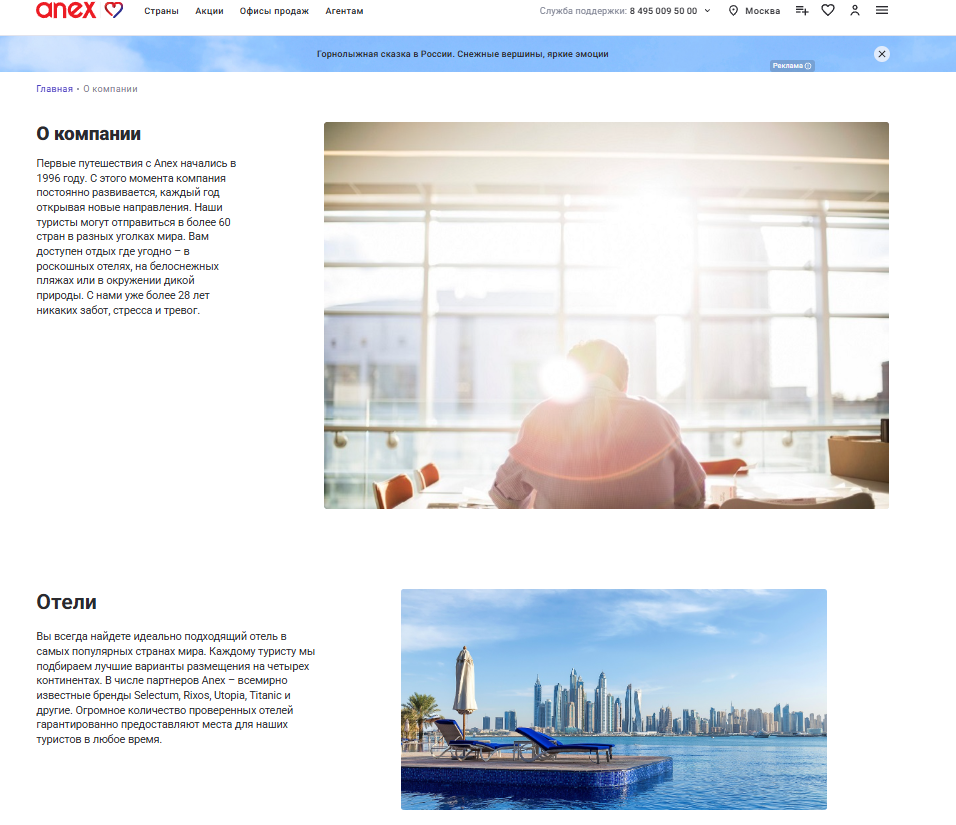 anex
Страны Акции Офисы продаж Агентам
Служба поддержки: 8 495 009 50 00
Москва
Горнолыжная сказка в России. Снежные вершины, яркие эмоции
Реклама
Главная • О компании
О компании
Первые путешествия с Anex начались в
1996 году. С этого момента компания
постоянно развивается, каждый год
открывая новые направления. Наши
туристы могут отправиться в более 60
стран в разных уголках мира. Вам
доступен отдых где угодно – в
роскошных отелях, на белоснежных
пляжах или в окружении дикой
природы. С нами уже более 28 лет
никаких забот, стресса и тревог.
Отели
Вы всегда найдете идеально подходящий отель в
самых популярных странах мира. Каждому туристу мы
подбираем лучшие варианты размещения на четырех
континентах. В числе партнеров Anex – всемирно
известные бренды Selectum, Rixos, Utopia, Titanic и
другие. Огромное количество проверенных отелей
гарантированно предоставляют места для наших
туристов в любое время.